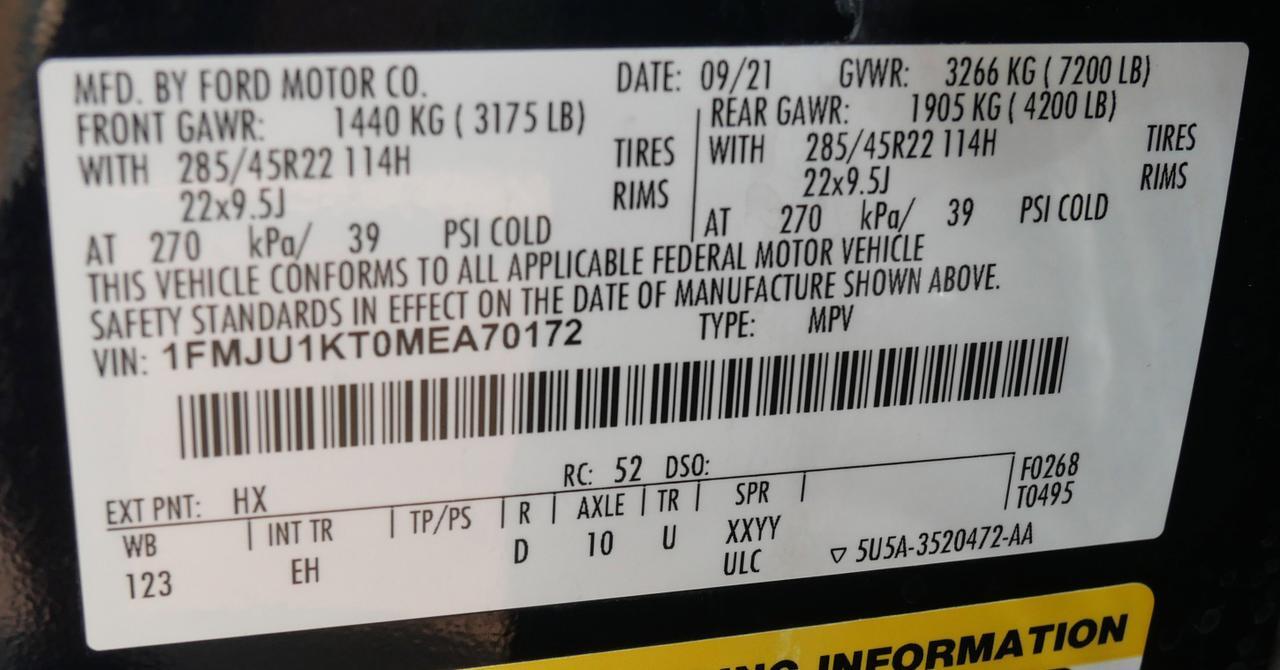 MFD. BY FORD MOTOR CO. DATE: 09/21 GVWR: 3266 KG ( 7200 LB)
FRONT GAWR: 1440 KG ( 3175 LB) REAR GAWR: 1905 KG ( 4200 LB)
WITH 285/45R22 114H TIRES WITH 285/45R22 114H TIRES
22x9.5J RIMS 22x9.5J RIMS
AT 270 kPa/ 39 PSI COLD AT 270 kPa/ 39 PSI COLD
THIS VEHICLE CONFORMS TO ALL APPLICABLE FEDERAL MOTOR VEHICLE
SAFETY STANDARDS IN EFFECT ON THE DATE OF MANUFACTURE SHOWN ABOVE.
VIN: 1FMJU1KT0MEA70172 TYPE: MPV
RC: 52 DSO:
EXT PNT: HX F0268
WB INT TR TP/PS R AXLE TR SPR T0495
123 EH D 10 U XXYY
ULC ▽ 5U5A-3520472-AA
INFORMATION